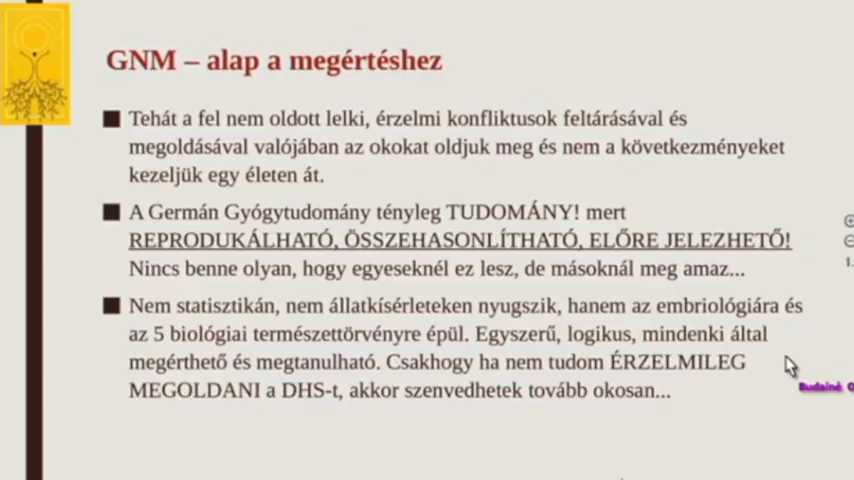 GNM – alap a megértéshez
Tehát a fel nem oldott lelki, érzelmi konfliktusok feltárásával és
megoldásával valójában az okokat oldjuk meg és nem a következményeket
kezeljük egy életen át.
A Germán Gyógytudomány tényleg TUDOMÁNY! mert
REPRODUKÁLHATÓ, ÖSSZEHASONLÍTHATÓ, ELŐRE JELEZHETŐ!
Nincs benne olyan, hogy egyeseknél ez lesz, de másoknál meg amaz...
Nem statisztikán, nem állatkísérleteken nyugszik, hanem az embriológiára és
az 5 biológiai természettörvényre épül. Egyszerű, logikus, mindenki által
megérthető és megtanulható. Csakhogy ha nem tudom ÉRZELMILEG
MEGOLDANI a DHS-t, akkor szenvedhetek tovább okosan...
Budainé